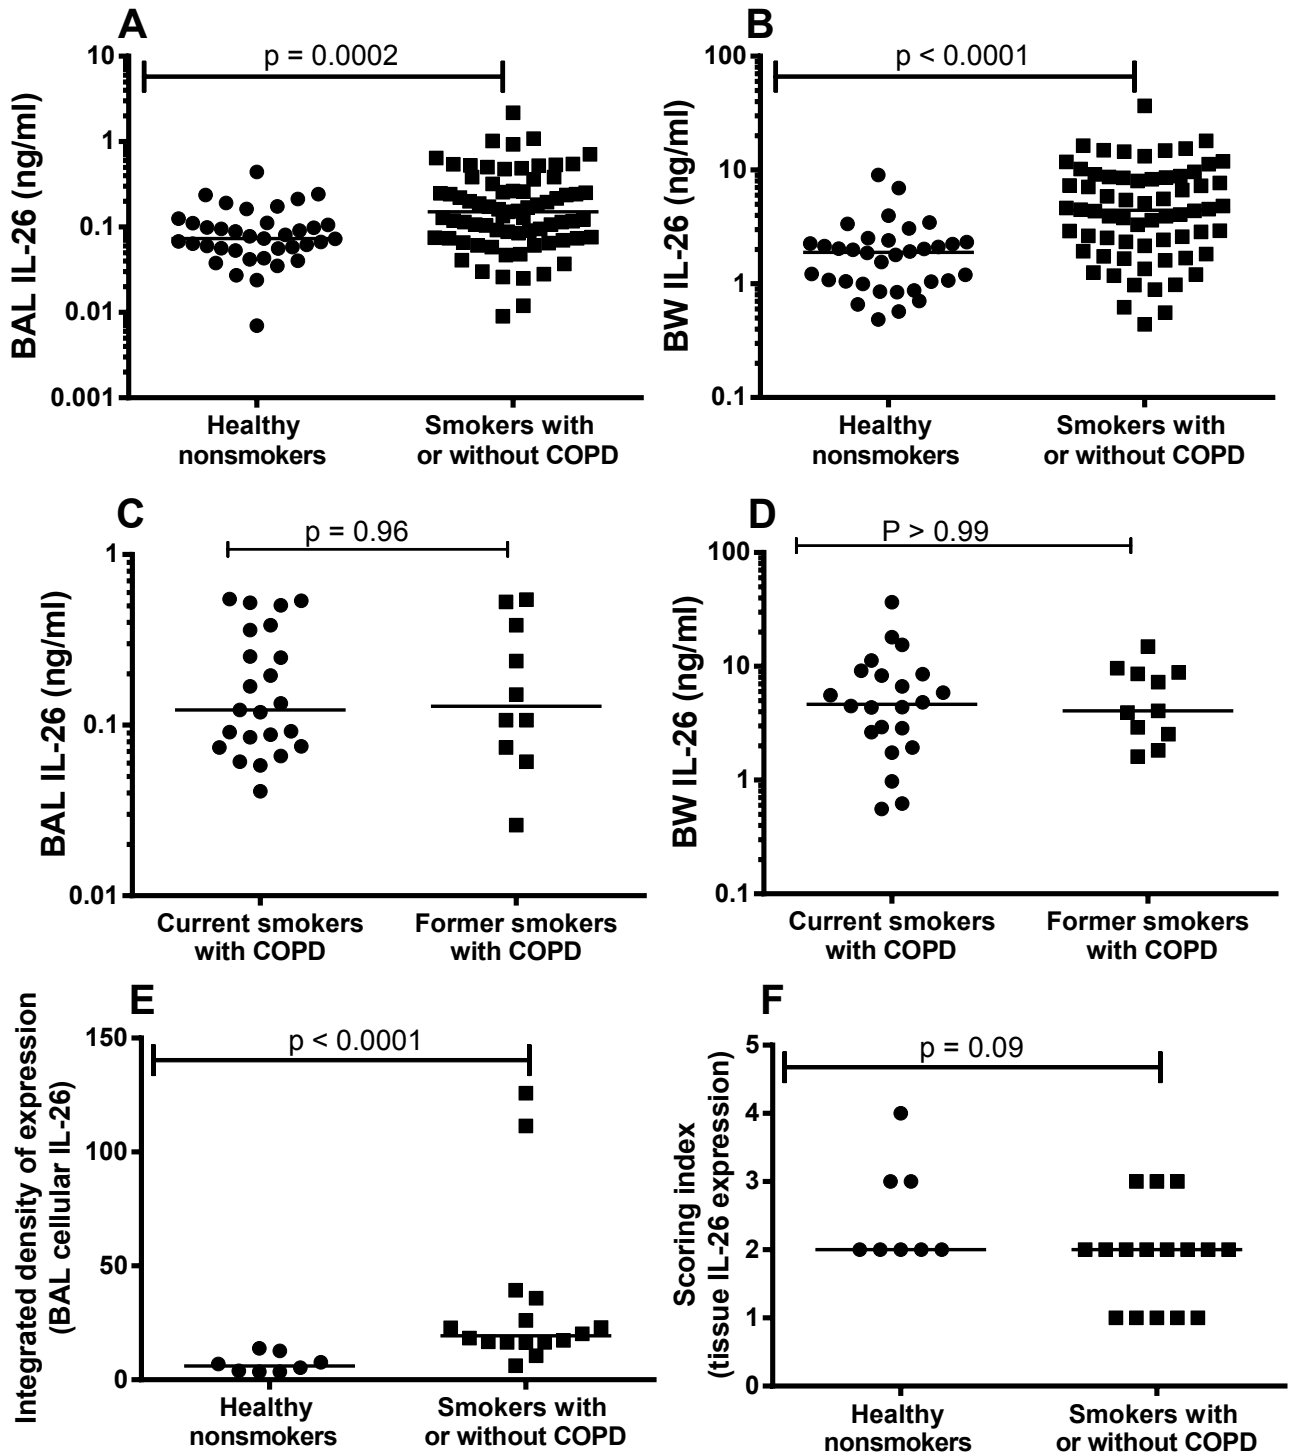 A
p = 0.0002
BAL IL-26 (ng/ml)
10
1
0.1
0.01
0.001
Healthy
nonsmokers
Smokers with
or without COPD
B
p < 0.0001
BW IL-26 (ng/ml)
100
10
1
0.1
Healthy
nonsmokers
Smokers with
or without COPD
C
p = 0.96
BAL IL-26 (ng/ml)
1
0.1
0.01
Current smokers
with COPD
Former smokers
with COPD
D
P > 0.99
BW IL-26 (ng/ml)
100
10
1
0.1
Current smokers
with COPD
Former smokers
with COPD
E
p < 0.0001
Integrated density of expression
(BAL cellular IL-26)
150
100
50
0
Healthy
nonsmokers
Smokers with
or without COPD
F
p = 0.09
Scoring index
(tissue IL-26 expression)
5
4
3
2
1
0
Healthy
nonsmokers
Smokers with
or without COPD